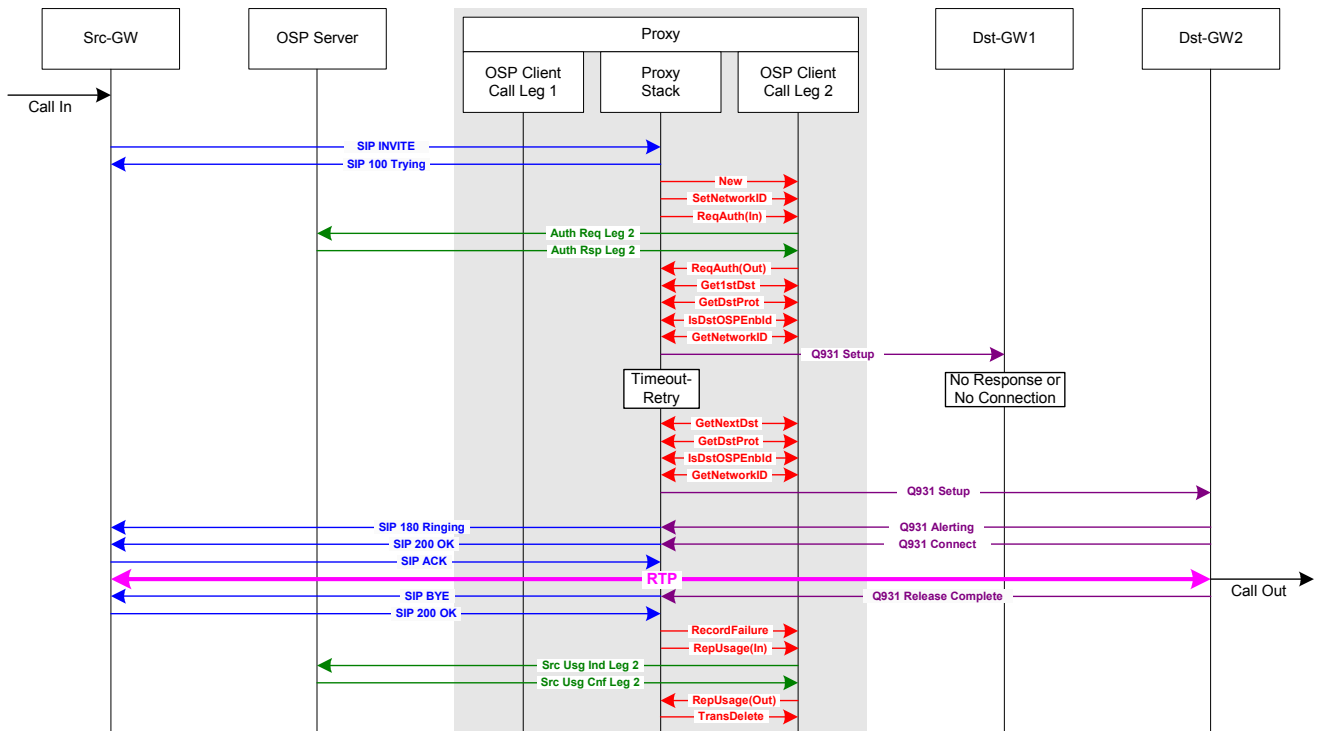 Src-GW
OSP Server
Proxy
Dst-GW1
Dst-GW2
OSP Client
Call Leg 1
Proxy
Stack
OSP Client
Call Leg 2
Call In
SIP INVITE
SIP 100 Trying
New
SetNetworkID
ReqAuth(In)
Auth Req Leg 2
Auth Rsp Leg 2
ReqAuth(Out)
Get1stDst
GetDstProt
IsDstOSPEnbld
GetNetworkID
Q931 Setup
Timeout-
Retry
No Response or
No Connection
GetNextDst
GetDstProt
IsDstOSPEnbld
GetNetworkID
Q931 Setup
SIP 180 Ringing
Q931 Alerting
SIP 200 OK
Q931 Connect
SIP ACK
RTP
Call Out
SIP BYE
Q931 Release Complete
SIP 200 OK
RecordFailure
RepUsage(In)
Src Usg Ind Leg 2
Src Usg Cnf Leg 2
RepUsage(Out)
TransDelete